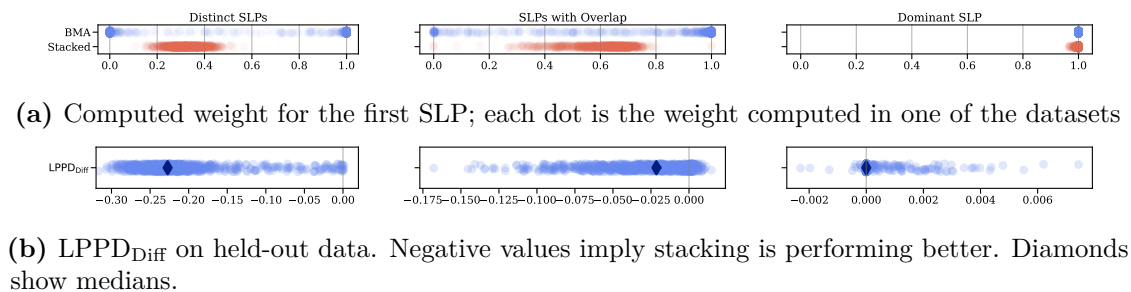 Distinct SLPs SLPs with Overlap Dominant SLP
BMA
Stacked
0.0 0.2 0.4 0.6 0.8 1.0 0.0 0.2 0.4 0.6 0.8 1.0 0.0 0.2 0.4 0.6 0.8 1.0
(a) Computed weight for the first SLP; each dot is the weight computed in one of the datasets
LPPD_Diff
−0.30 −0.25 −0.20 −0.15 −0.10 −0.05 0.00 −0.175 −0.150 −0.125 −0.100 −0.075 −0.050 −0.025 0.000 −0.002 0.000 0.002 0.004 0.006
(b) LPPD_Diff on held-out data. Negative values imply stacking is performing better. Diamonds
show medians.